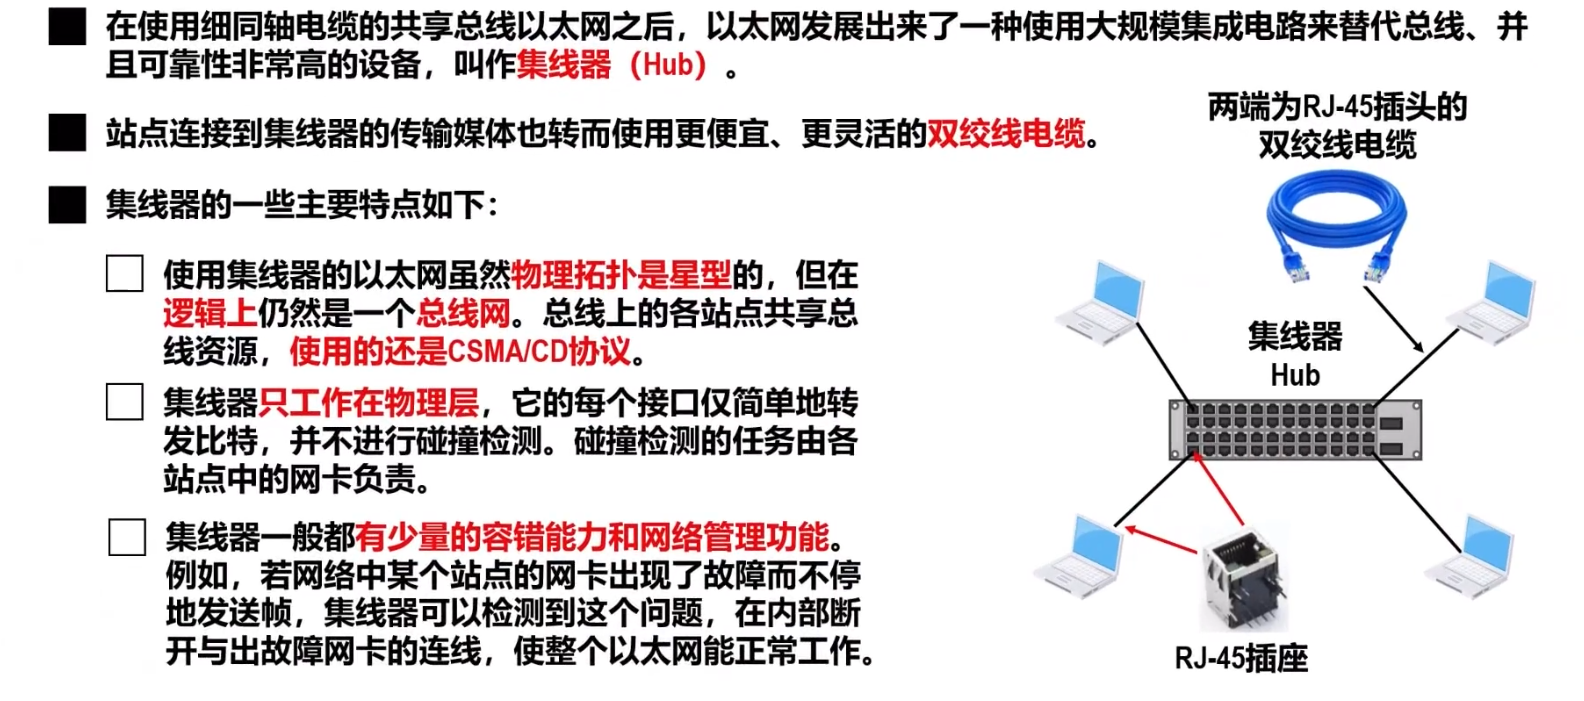 在使用细同轴电缆的共享总线以太网之后，以太网发展出来了一种使用大规模集成电路来替代总线、并
且可靠性非常高的设备，叫作集线器（Hub）。
站点连接到集线器的传输媒体也转而使用更便宜、更灵活的双绞线电缆。
集线器的一些主要特点如下：
使用集线器的以太网虽然物理拓扑是星型的，但在
逻辑上仍然是一个总线网。总线上的各站点共享总
线资源，使用的还是CSMA/CD协议。
集线器只工作在物理层，它的每个接口仅简单地转
发比特，并不进行碰撞检测。碰撞检测的任务由各
站点中的网卡负责。
集线器一般都有少量的容错能力和网络管理功能。
例如，若网络中某个站点的网卡出现了故障而不停
地发送帧，集线器可以检测到这个问题，在内部断
开与出故障网卡的连线，使整个以太网能正常工作。
两端为RJ-45插头的
双绞线电缆
集线器
Hub
RJ-45插座